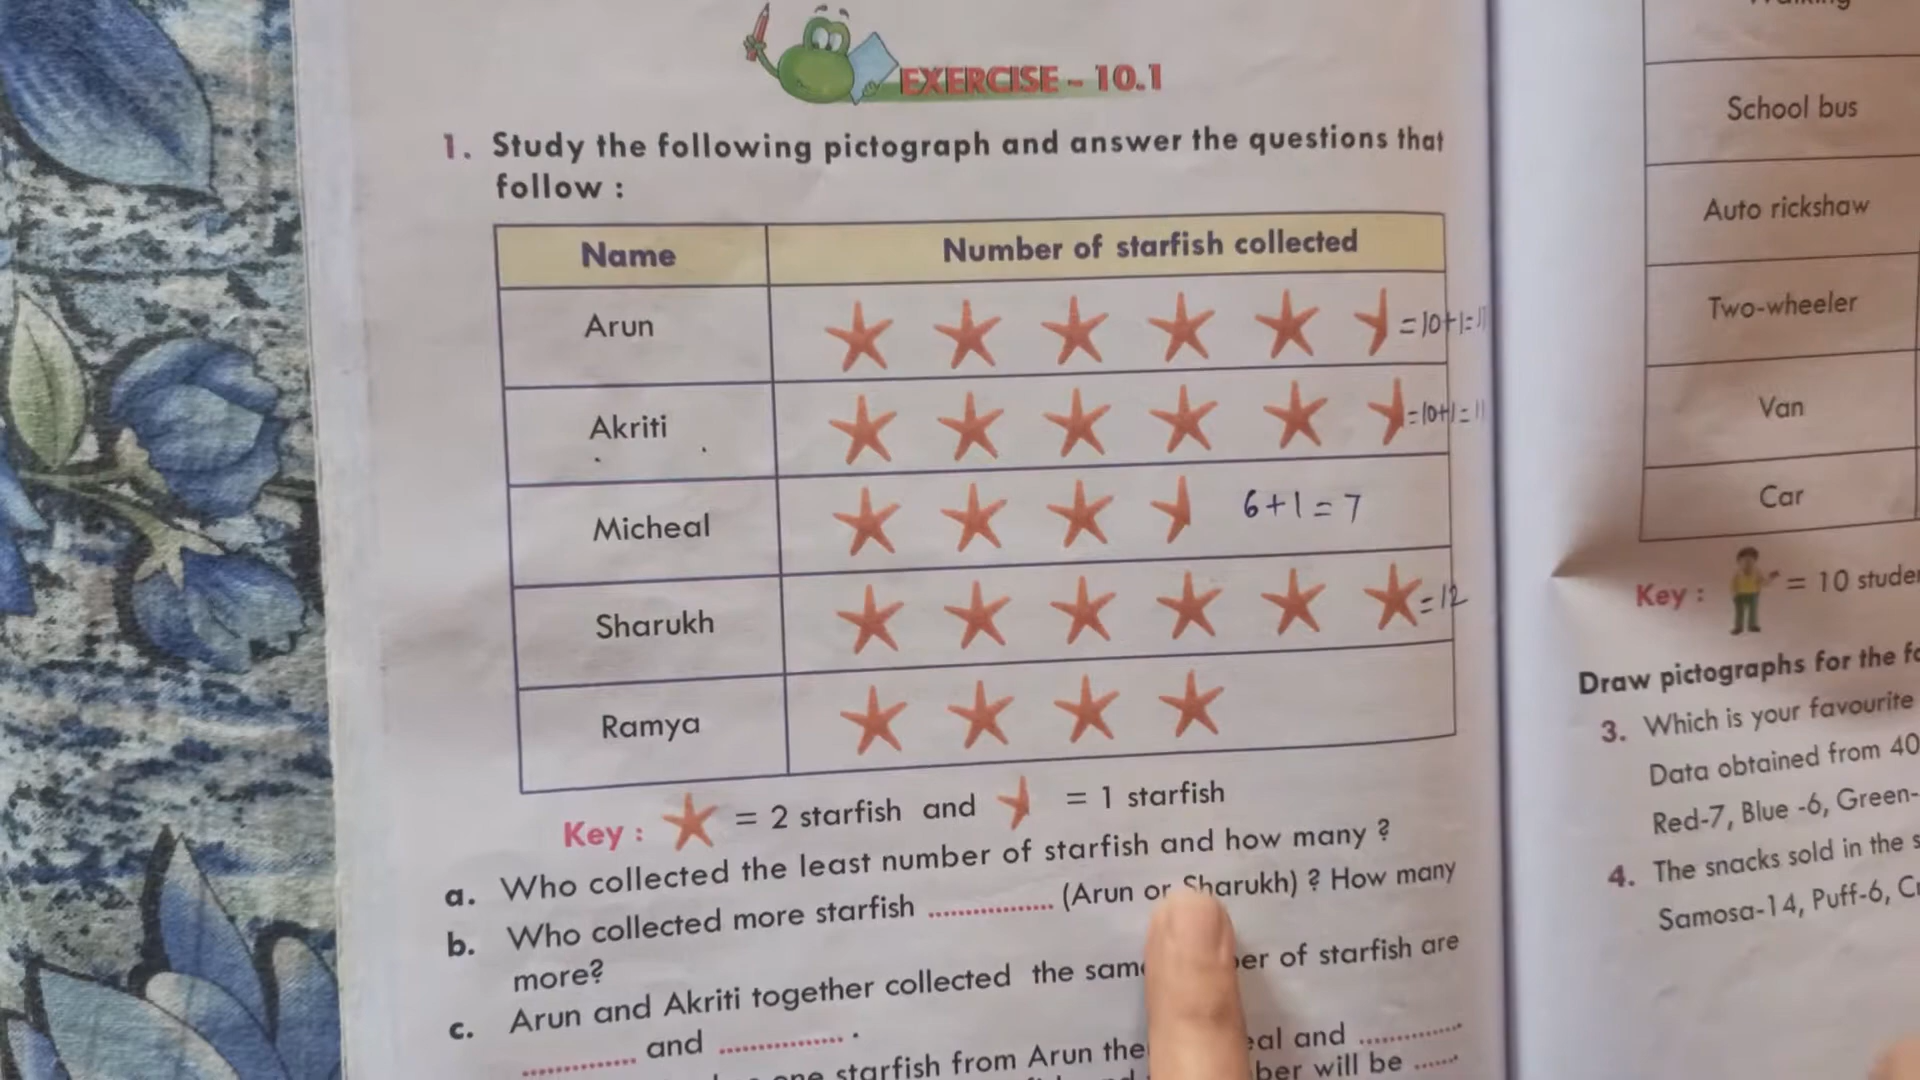 EXERCISE - 10.1
1. Study the following pictograph and answer the questions that
follow :
Name Number of starfish collected
Arun =10+1=11
Akriti =10+1=11
Micheal 6+1=7
Sharukh =12
Ramya
Key : = 2 starfish and = 1 starfish
a. Who collected the least number of starfish and how many ?
b. Who collected more starfish ................. (Arun or Sharukh) ? How many
more?
c. Arun and Akriti together collected the same of starfish are
............... and ............... .
one starfish from Arun and ...............
will be ......
School bus
Auto rickshaw
Two-wheeler
Van
Car
Key : = 10
Draw pictographs for the
3. Which is your favourite
Data obtained from 40
Red-7, Blue -6, Green-
4. The snacks sold in the
Samosa-14, Puff-6,